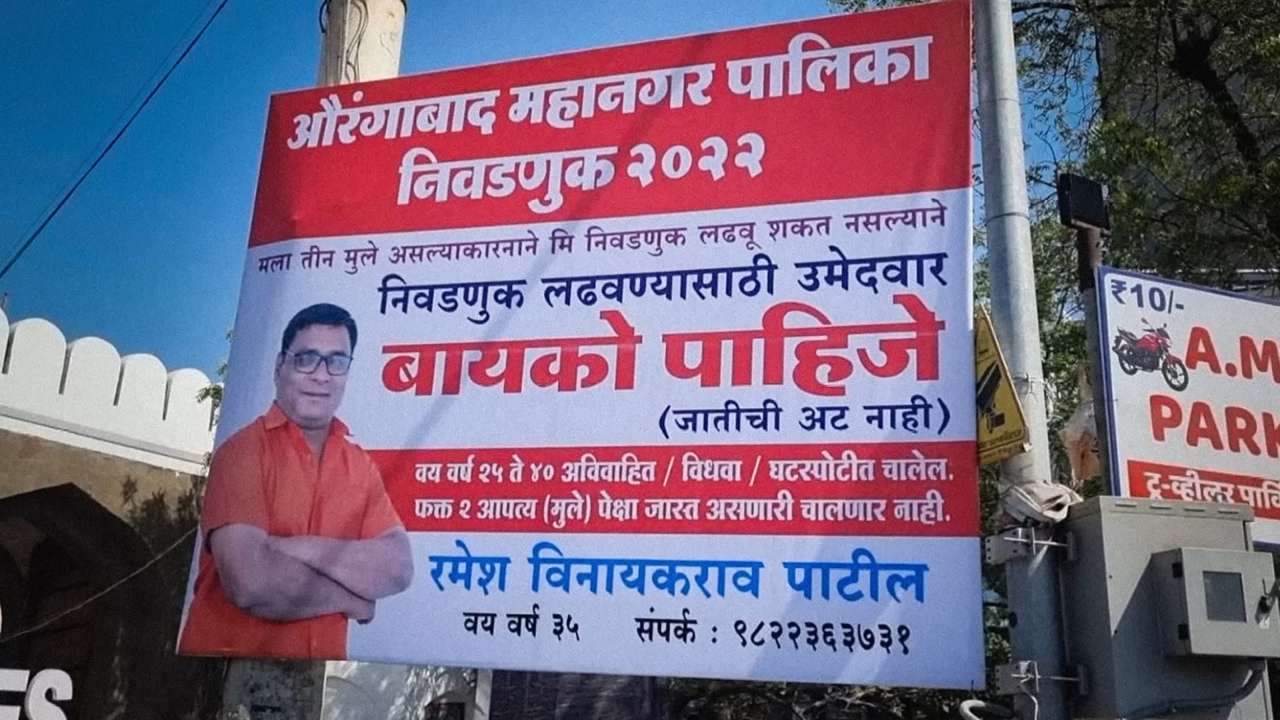 औरंगाबाद महानगर पालिका
निवडणुक २०२२
मला तीन मुले असल्याकारनाने मि निवडणुक लढवू शकत नसल्याने
निवडणुक लढवण्यासाठी उमेदवार
बायको पाहिजे
(जातीची अट नाही)
वय वर्ष २५ ते ४० अविवाहित / विधवा / घटस्पोटीत चालेल.
फक्त २ आपत्य (मुले) पेक्षा जास्त असणारी चालणार नाही.
रमेश विनायकराव पाटील
वय वर्ष ३५ संपर्क : ९८२२३६३७३१
₹10/-
A.M
PARK
टू-व्हीलर पार्कि
ES